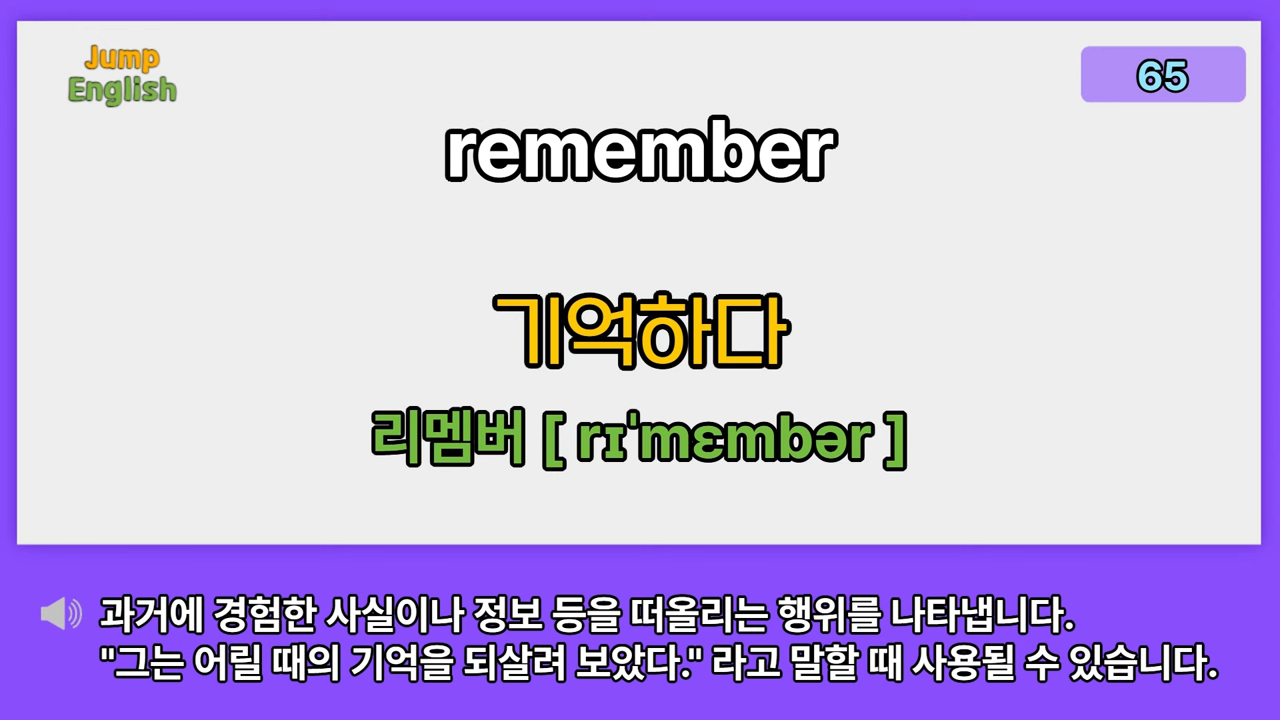 Jump
English
65
remember
기억하다
리멤버 [ rɪˈmɛmbər ]
과거에 경험한 사실이나 정보 등을 떠올리는 행위를 나타냅니다.
"그는 어릴 때의 기억을 되살려 보았다." 라고 말할 때 사용될 수 있습니다.